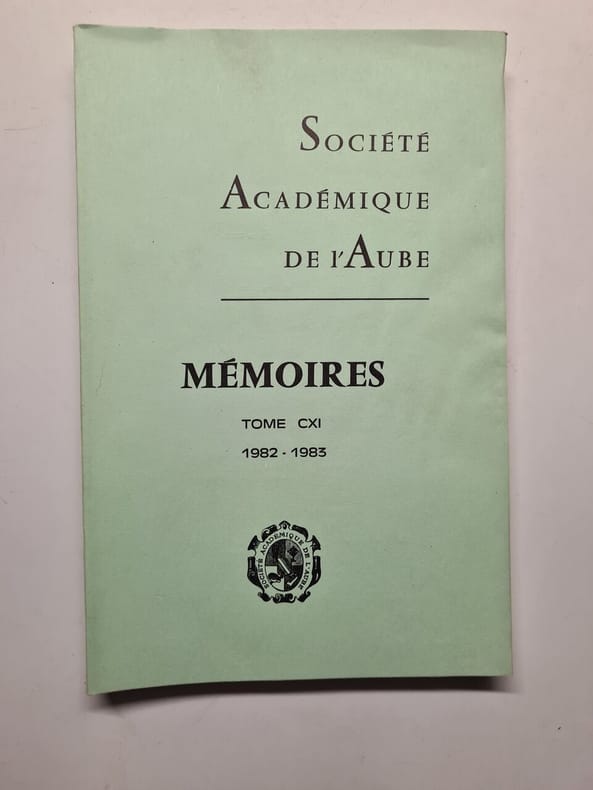 SOCIÉTÉ
ACADÉMIQUE
DE l'AUBE
MÉMOIRES
TOME CXI
1982 - 1983
SOCIÉTÉ ACADÉMIQUE DE L'AUBE